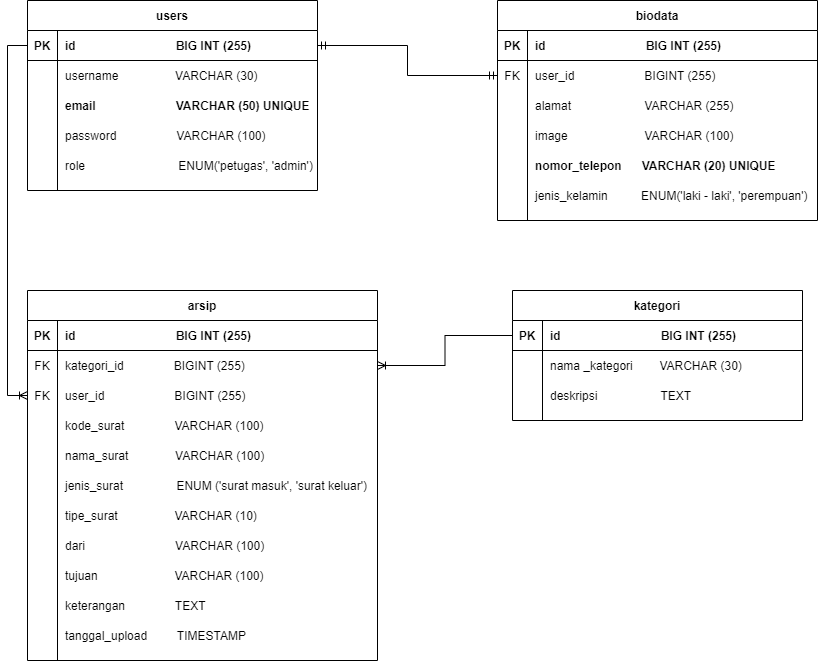 users
PK id BIG INT (255)
username VARCHAR (30)
email VARCHAR (50) UNIQUE
password VARCHAR (100)
role ENUM('petugas', 'admin')
biodata
PK id BIG INT (255)
FK user_id BIGINT (255)
alamat VARCHAR (255)
image VARCHAR (100)
nomor_telepon VARCHAR (20) UNIQUE
jenis_kelamin ENUM('laki - laki', 'perempuan')
arsip
PK id BIG INT (255)
FK kategori_id BIGINT (255)
FK user_id BIGINT (255)
kode_surat VARCHAR (100)
nama_surat VARCHAR (100)
jenis_surat ENUM ('surat masuk', 'surat keluar')
tipe_surat VARCHAR (10)
dari VARCHAR (100)
tujuan VARCHAR (100)
keterangan TEXT
tanggal_upload TIMESTAMP
kategori
PK id BIG INT (255)
nama _kategori VARCHAR (30)
deskripsi TEXT